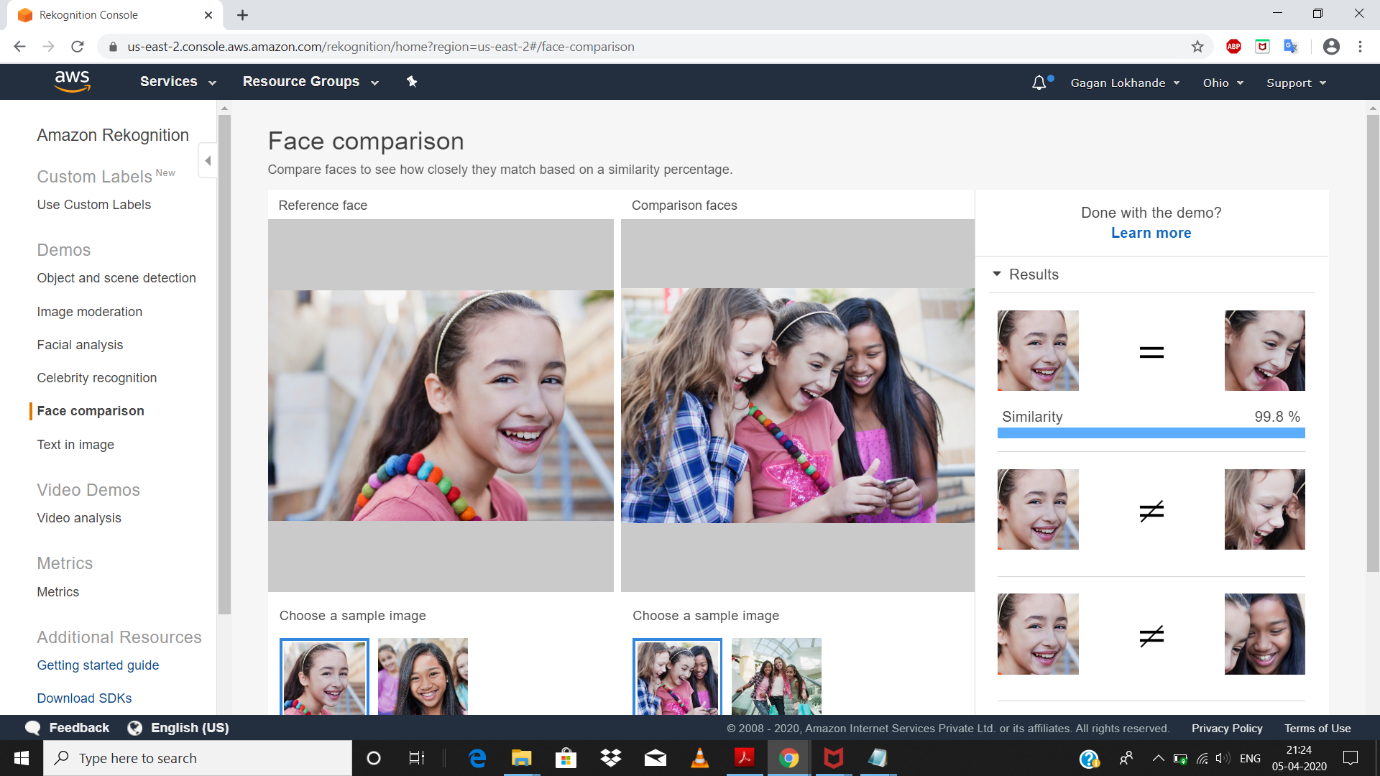 Rekognition Console
us-east-2.console.aws.amazon.com/rekognition/home?region=us-east-2#/face-comparison
ABP
aws
Services
Resource Groups
Gagan Lokhande
Ohio
Support
Amazon Rekognition
Custom Labels New
Use Custom Labels
Demos
Object and scene detection
Image moderation
Facial analysis
Celebrity recognition
Face comparison
Text in image
Video Demos
Video analysis
Metrics
Metrics
Additional Resources
Getting started guide
Download SDKs
Face comparison
Compare faces to see how closely they match based on a similarity percentage.
Reference face
Comparison faces
Choose a sample image
Choose a sample image
Done with the demo?
Learn more
Results
=
Similarity 99.8 %
≠
≠
Feedback
English (US)
© 2008 - 2020, Amazon Internet Services Private Ltd. or its affiliates. All rights reserved.
Privacy Policy
Terms of Use
Type here to search
ENG
21:24
05-04-2020